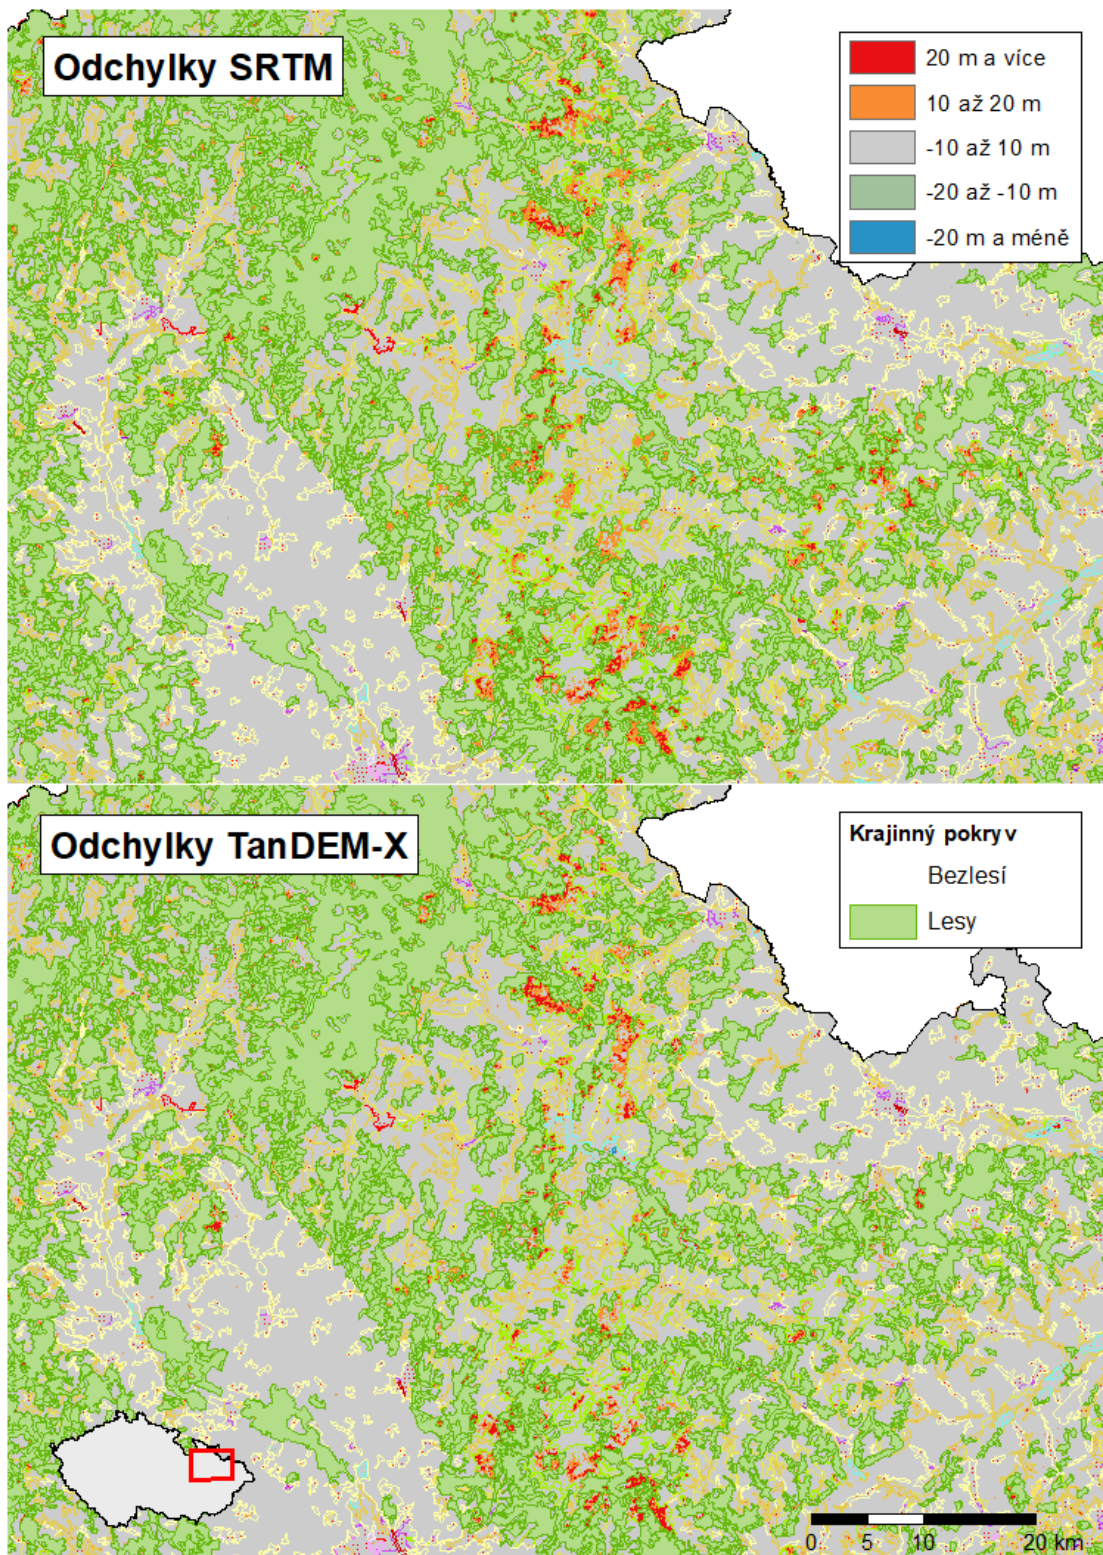 Odchylky SRTM
20 m a více
10 až 20 m
-10 až 10 m
-20 až -10 m
-20 m a méně
Odchylky TanDEM-X
Krajinný pokryv
Bezlesí
Lesy
0 5 10 20 km